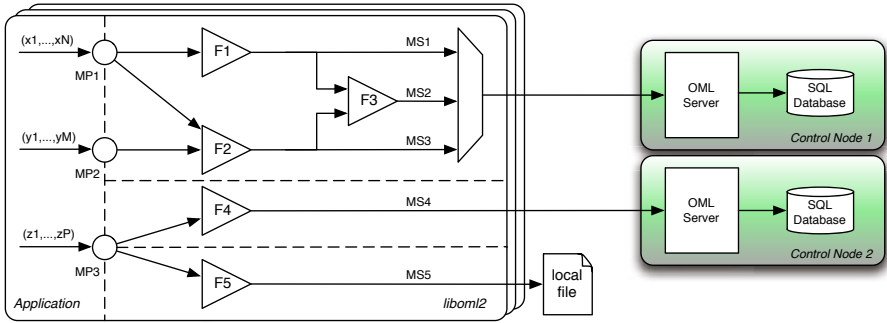 (x1,...,xN)
MP1
F1
MS1
F3
MS2
(y1,...,yM)
MP2
F2
MS3
(z1,...,zP)
MP3
F4
MS4
F5
MS5
Application
liboml2
local
file
OML
Server
SQL
Database
Control Node 1
OML
Server
SQL
Database
Control Node 2